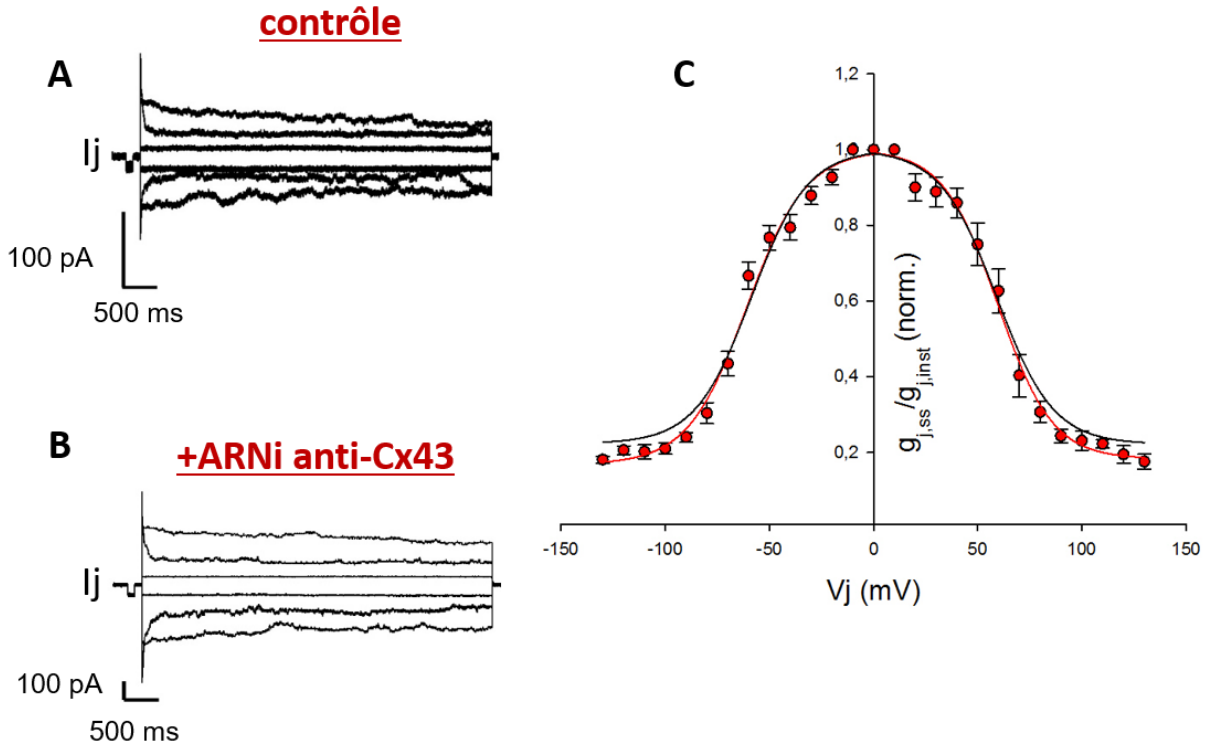 contrôle
A
Ij
100 pA
500 ms
B
+ARNi anti-Cx43
Ij
100 pA
500 ms
C
1,2
1,0
0,8
0,6
0,4
0,2
gj,ss/gj,inst (norm.)
-150 -100 -50 0 50 100 150
Vj (mV)